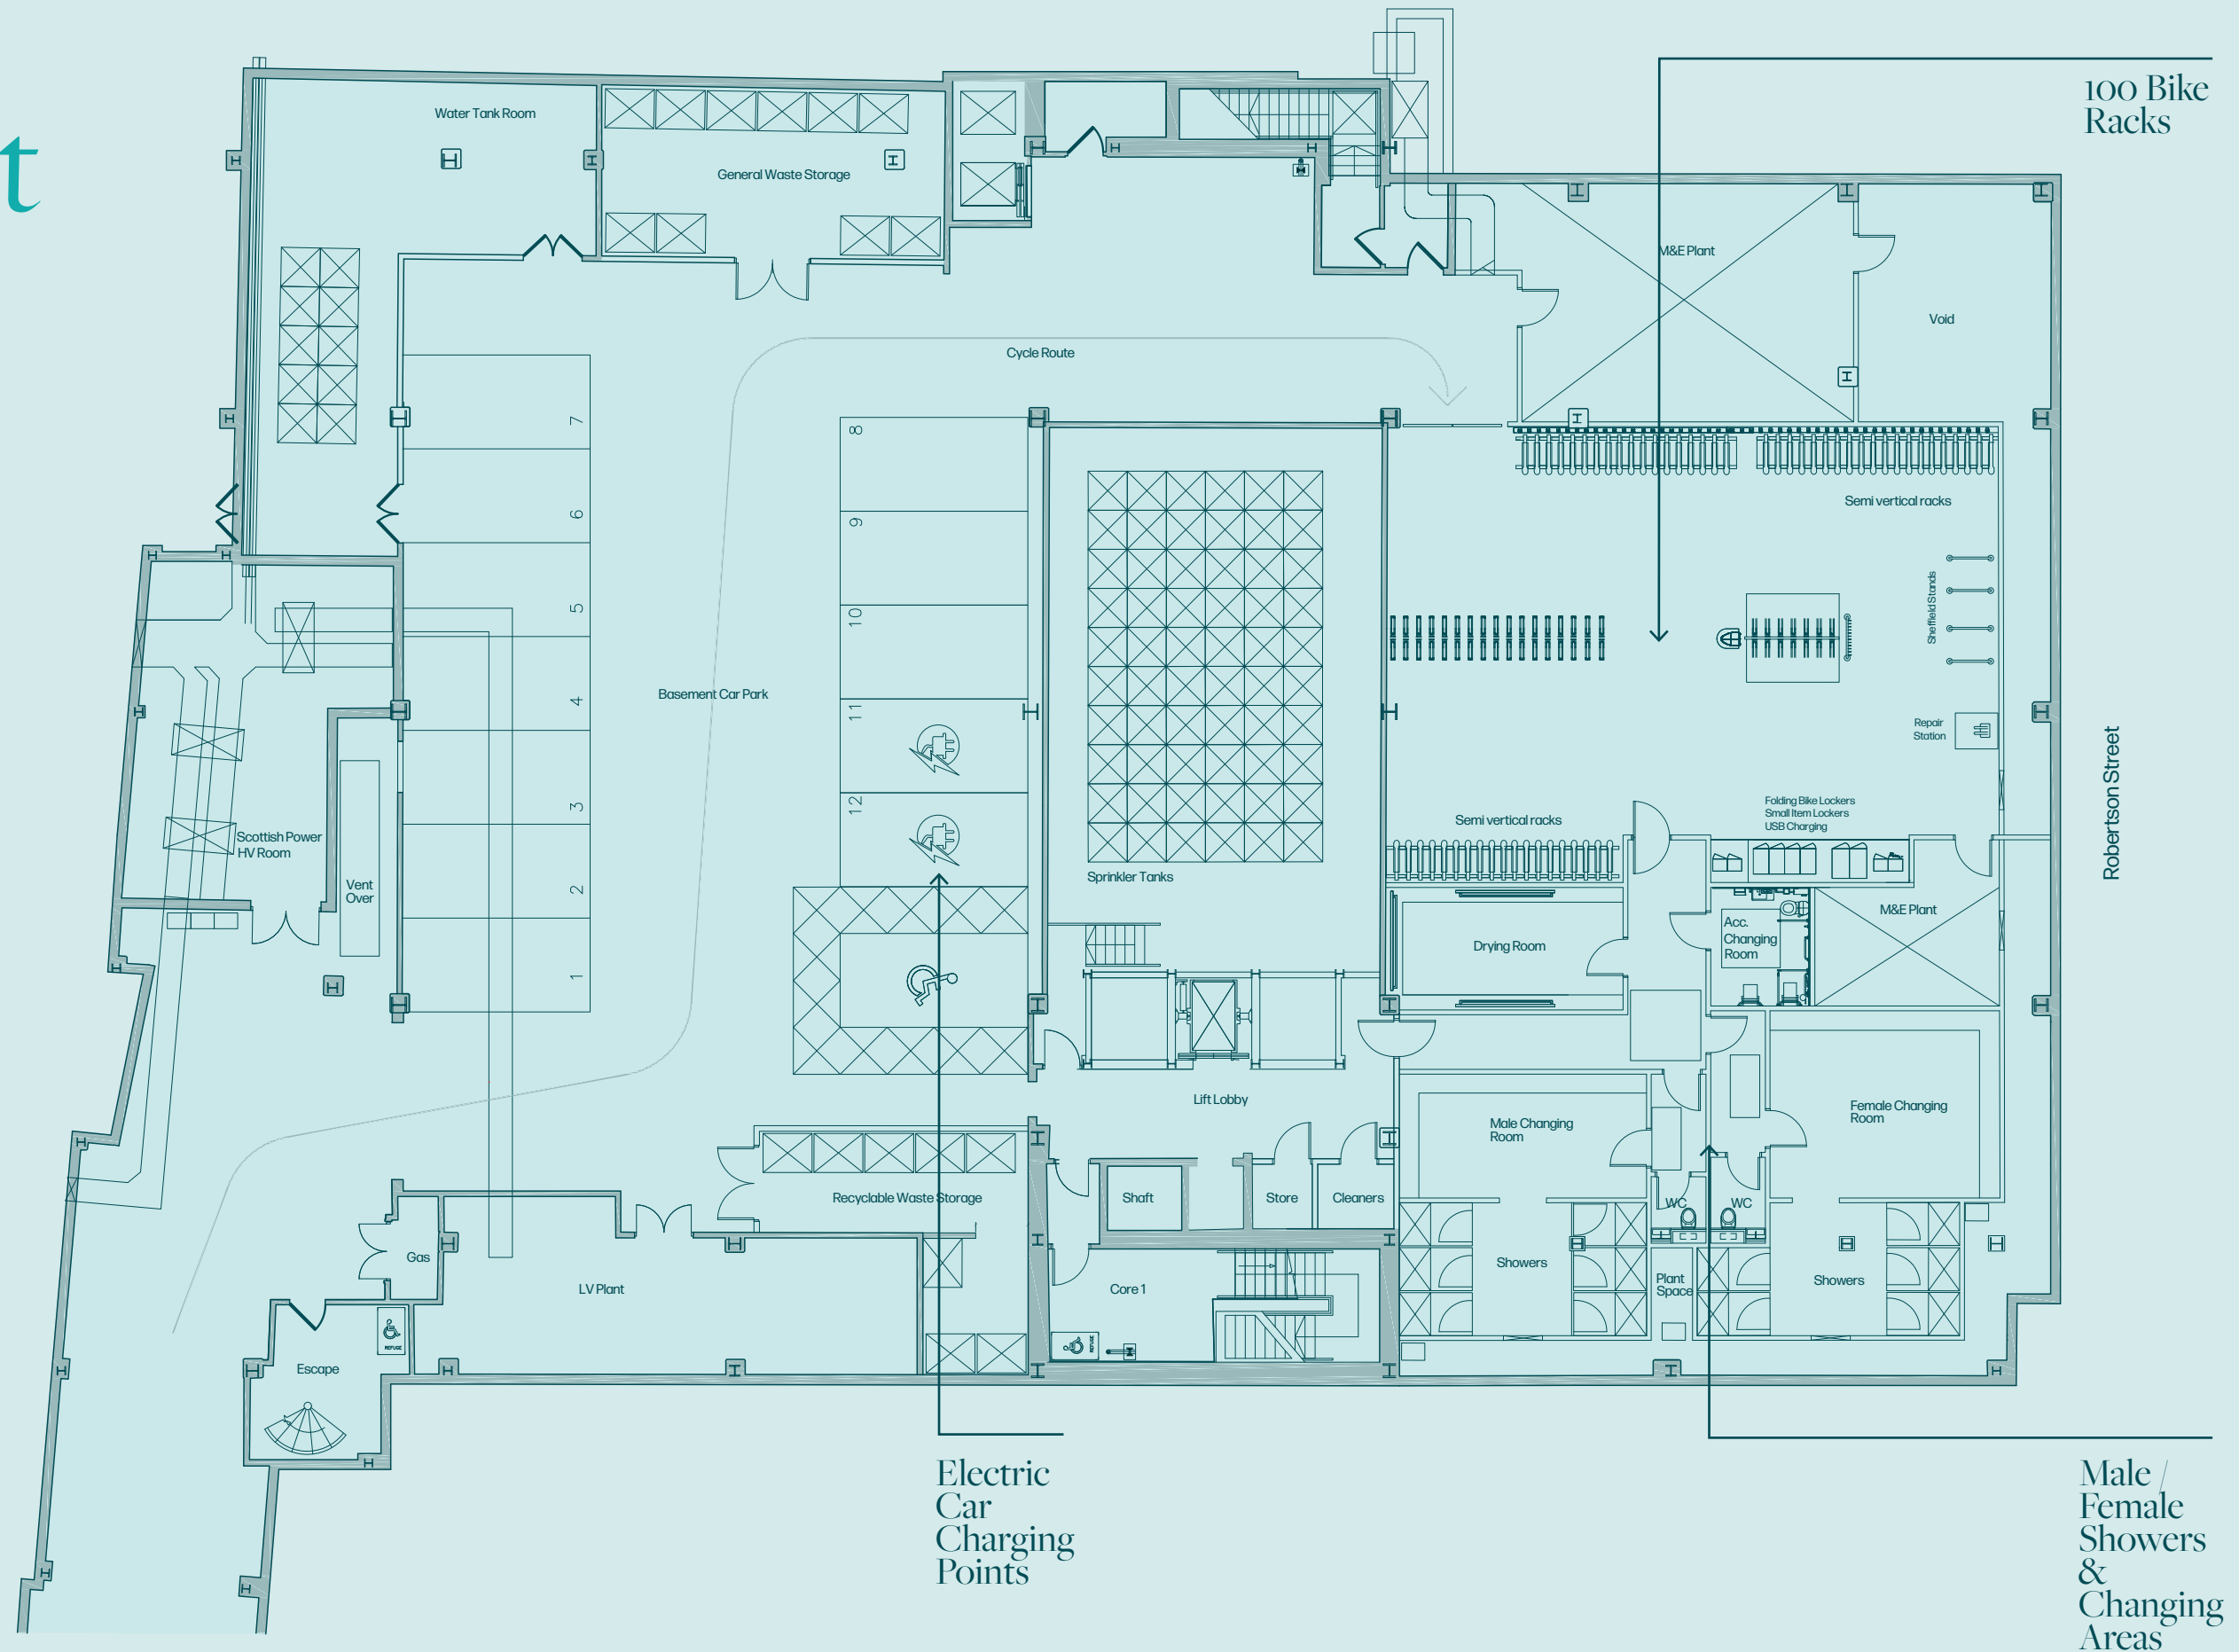 t
100 Bike
Racks
Water Tank Room
General Waste Storage
M&E Plant
Void
Cycle Route
7
8
Semi vertical racks
6
9
5
10
Sheffield Stands
4
Basement Car Park
11
Repair
Station
Robertson Street
3
12
Folding Bike Lockers
Small Item Lockers
USB Charging
Semi vertical racks
Scottish Power
HV Room
Vent
Over
2
Sprinkler Tanks
M&E Plant
Acc.
Changing
Room
Drying Room
1
Lift Lobby
Male Changing
Room
Female Changing
Room
Recyclable Waste Storage
Shaft
Store
Cleaners
WC
WC
Gas
LV Plant
Core 1
Showers
Plant
Space
Showers
REFUGE
REFUGE
Escape
Electric
Car
Charging
Points
Male /
Female
Showers
&
Changing
Areas